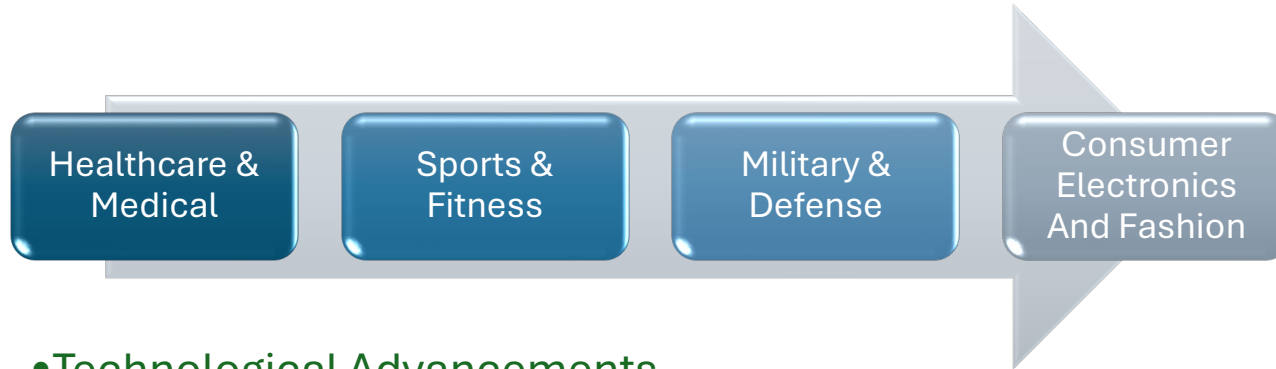 Healthcare &
Medical
Sports &
Fitness
Military &
Defense
Consumer
Electronics
And Fashion
•Technological Advancements